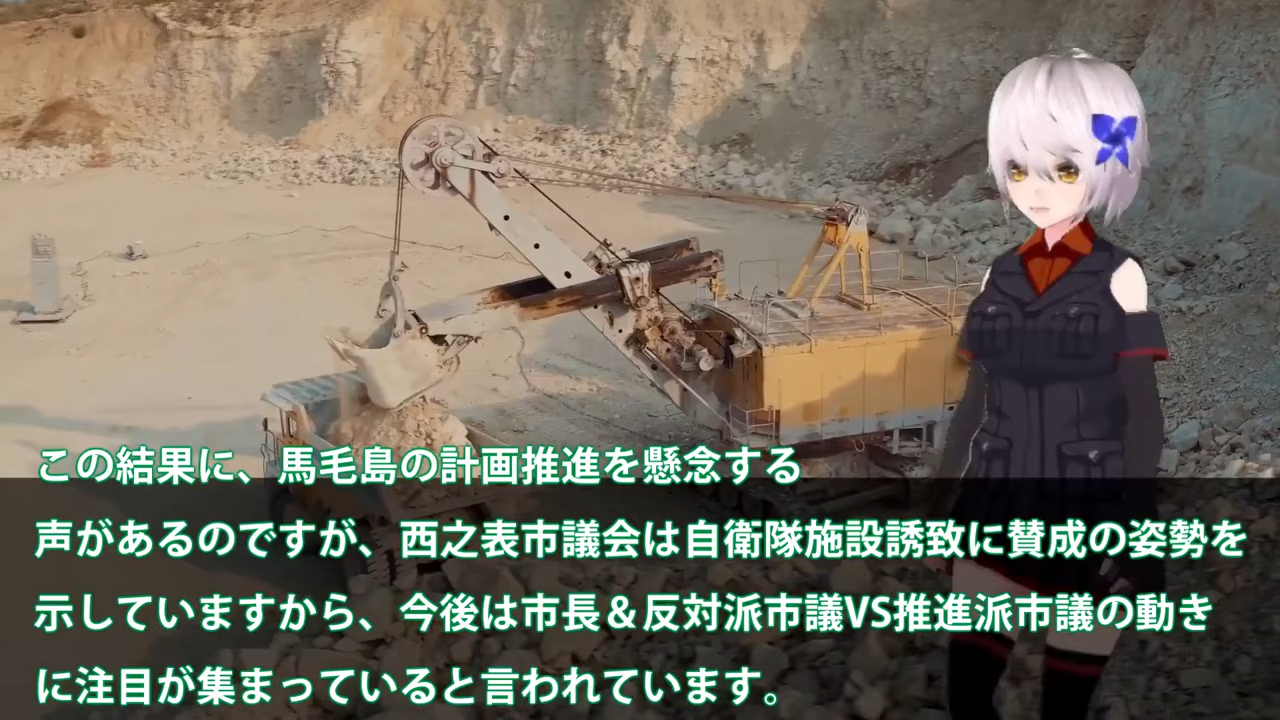 この結果に、馬毛島の計画推進を懸念する
声があるのですが、西之表市議会は自衛隊施設誘致に賛成の姿勢を
示していますから、今後は市長＆反対派市議VS推進派市議の動き
に注目が集まっていると言われています。